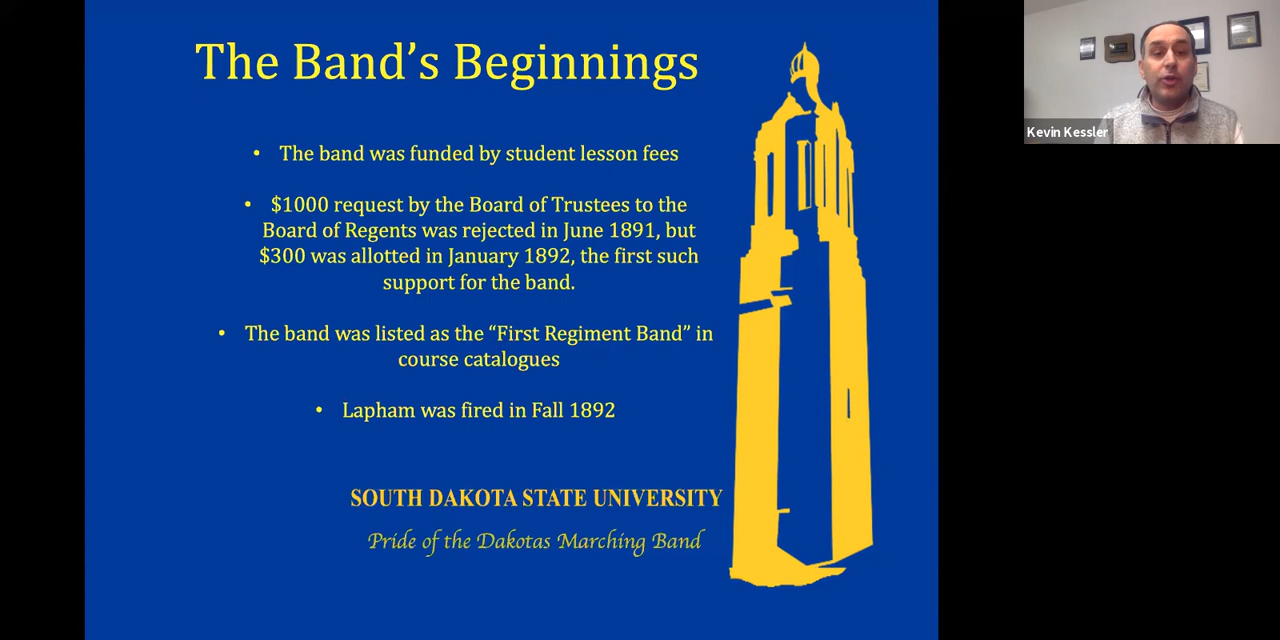 The Band's Beginnings
• The band was funded by student lesson fees
• $1000 request by the Board of Trustees to the
Board of Regents was rejected in June 1891, but
$300 was allotted in January 1892, the first such
support for the band.
• The band was listed as the “First Regiment Band” in
course catalogues
• Lapham was fired in Fall 1892
SOUTH DAKOTA STATE UNIVERSITY
Pride of the Dakotas Marching Band
Kevin Kessler